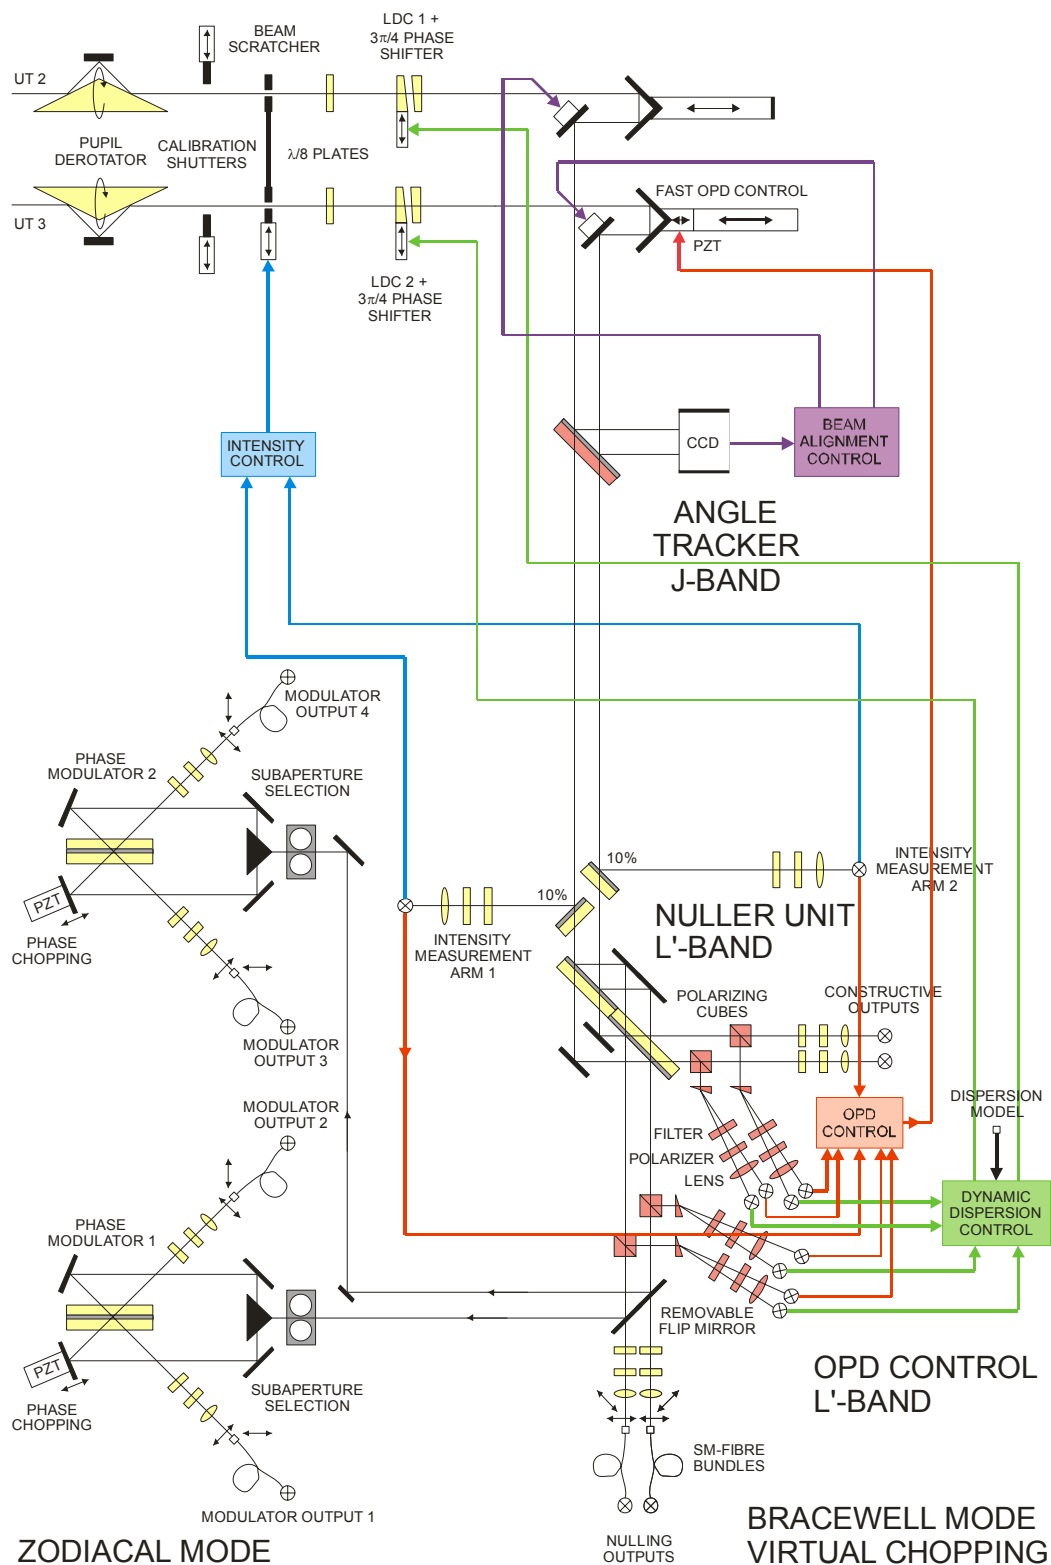 LDC 1 +
3π/4 PHASE
SHIFTER
BEAM
SCRATCHER
UT 2
PUPIL
DEROTATOR
CALIBRATION
SHUTTERS
λ/8 PLATES
UT 3
FAST OPD CONTROL
PZT
LDC 2 +
3π/4 PHASE
SHIFTER
INTENSITY
CONTROL
CCD
BEAM
ALIGNMENT
CONTROL
ANGLE
TRACKER
J-BAND
MODULATOR
OUTPUT 4
PHASE
MODULATOR 2
SUBAPERTURE
SELECTION
PZT
PHASE
CHOPPING
MODULATOR
OUTPUT 3
10%
10%
INTENSITY
MEASUREMENT
ARM 2
INTENSITY
MEASUREMENT
ARM 1
NULLER UNIT
L'-BAND
POLARIZING
CUBES
CONSTRUCTIVE
OUTPUTS
OPD
CONTROL
DISPERSION
MODEL
FILTER
POLARIZER
LENS
DYNAMIC
DISPERSION
CONTROL
MODULATOR
OUTPUT 2
PHASE
MODULATOR 1
REMOVABLE
FLIP MIRROR
PZT
PHASE
CHOPPING
SUBAPERTURE
SELECTION
MODULATOR OUTPUT 1
OPD CONTROL
L'-BAND
SM-FIBRE
BUNDLES
NULLING
OUTPUTS
ZODIACAL MODE
BRACEWELL MODE
VIRTUAL CHOPPING